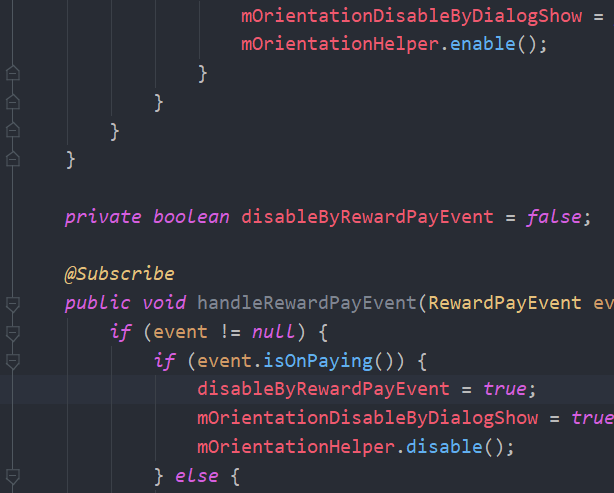 mOrientationDisableByDialogShow =
mOrientationHelper.enable();
}
}
}
}
private boolean disableByRewardPayEvent = false;
@Subscribe
public void handleRewardPayEvent(RewardPayEvent ev
if (event != null) {
if (event.isOnPaying()) {
disableByRewardPayEvent = true;
mOrientationDisableByDialogShow = true
mOrientationHelper.disable();
} else {